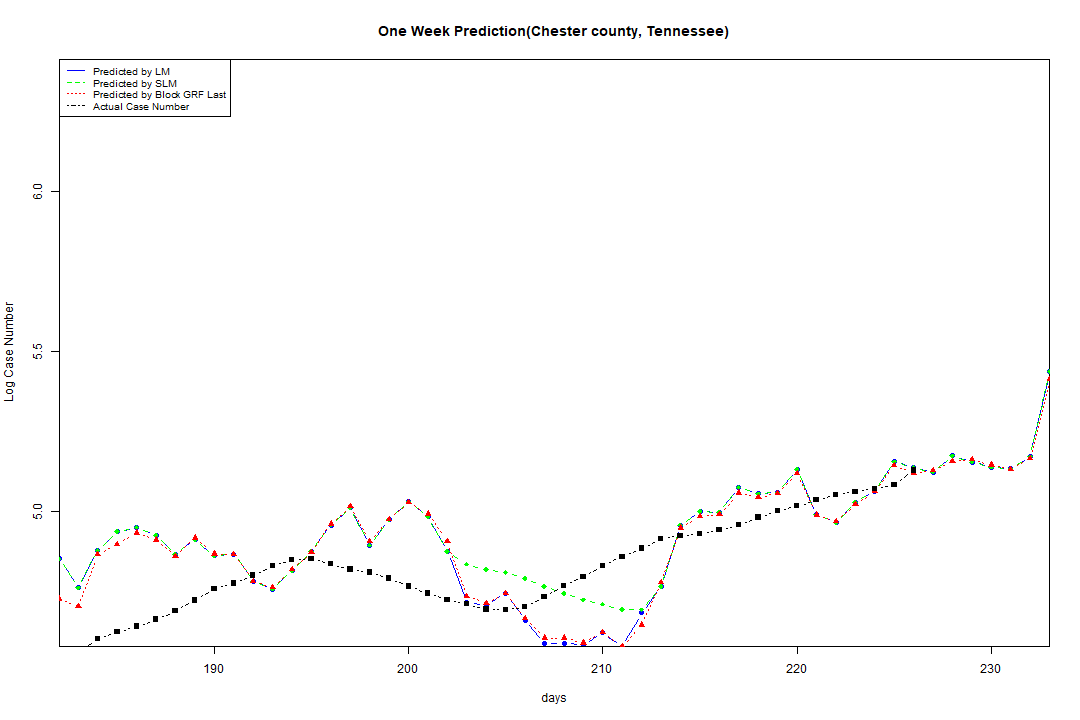 One Week Prediction(Chester county, Tennessee)
Predicted by LM
Predicted by SLM
Predicted by Block GRF Last
Actual Case Number
Log Case Number
6.0
5.5
5.0
190 200 210 220 230
days